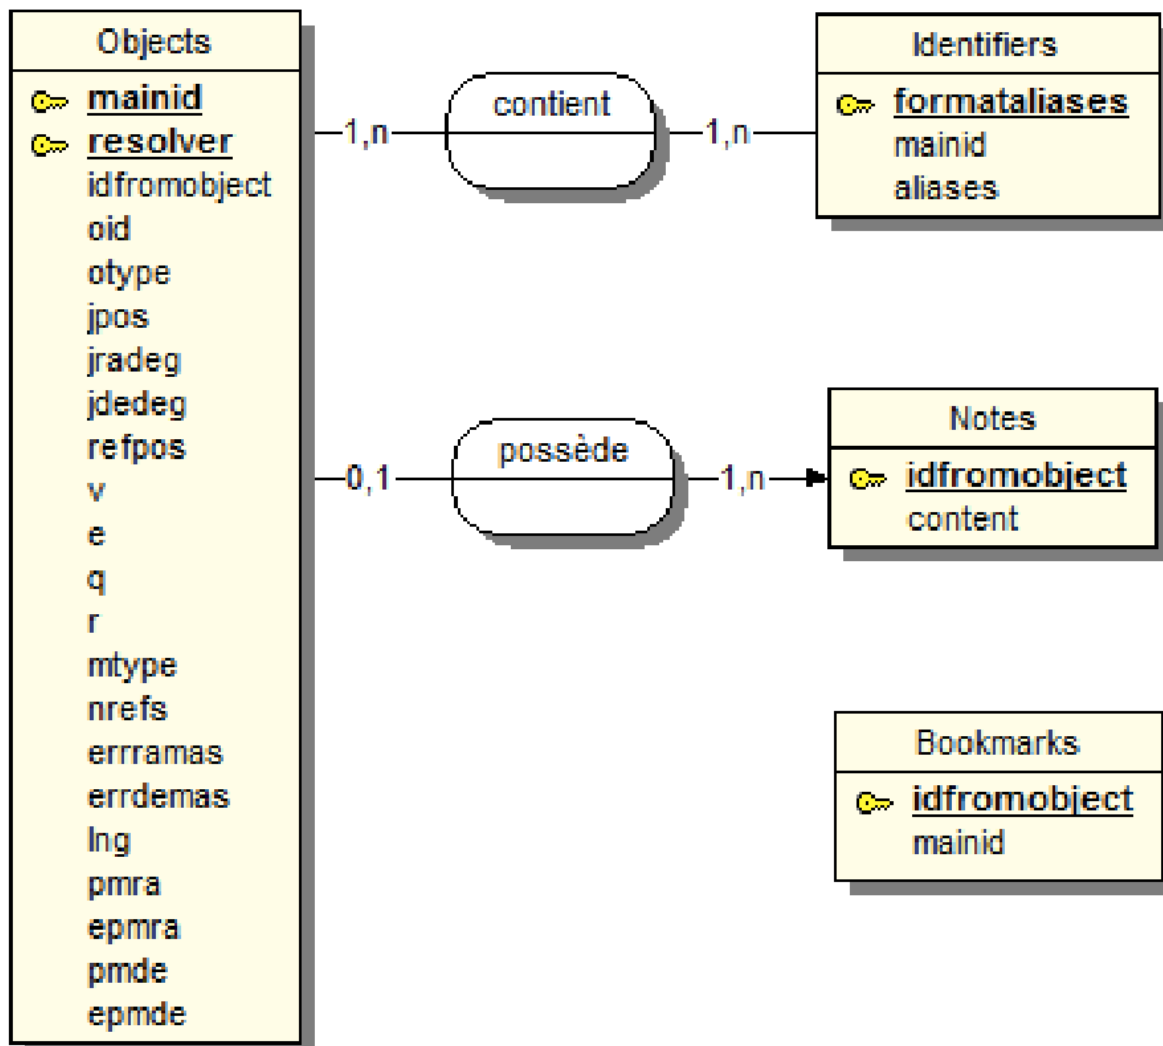 Objects
mainid
resolver
idfromobject
oid
otype
jpos
jradeg
jdedeg
refpos
v
e
q
r
mtype
nrefs
errramas
errdemas
lng
pmra
epmra
pmde
epmde
1,n
contient
1,n
Identifiers
formataliases
mainid
aliases
0,1
possède
1,n
Notes
idfromobject
content
Bookmarks
idfromobject
mainid